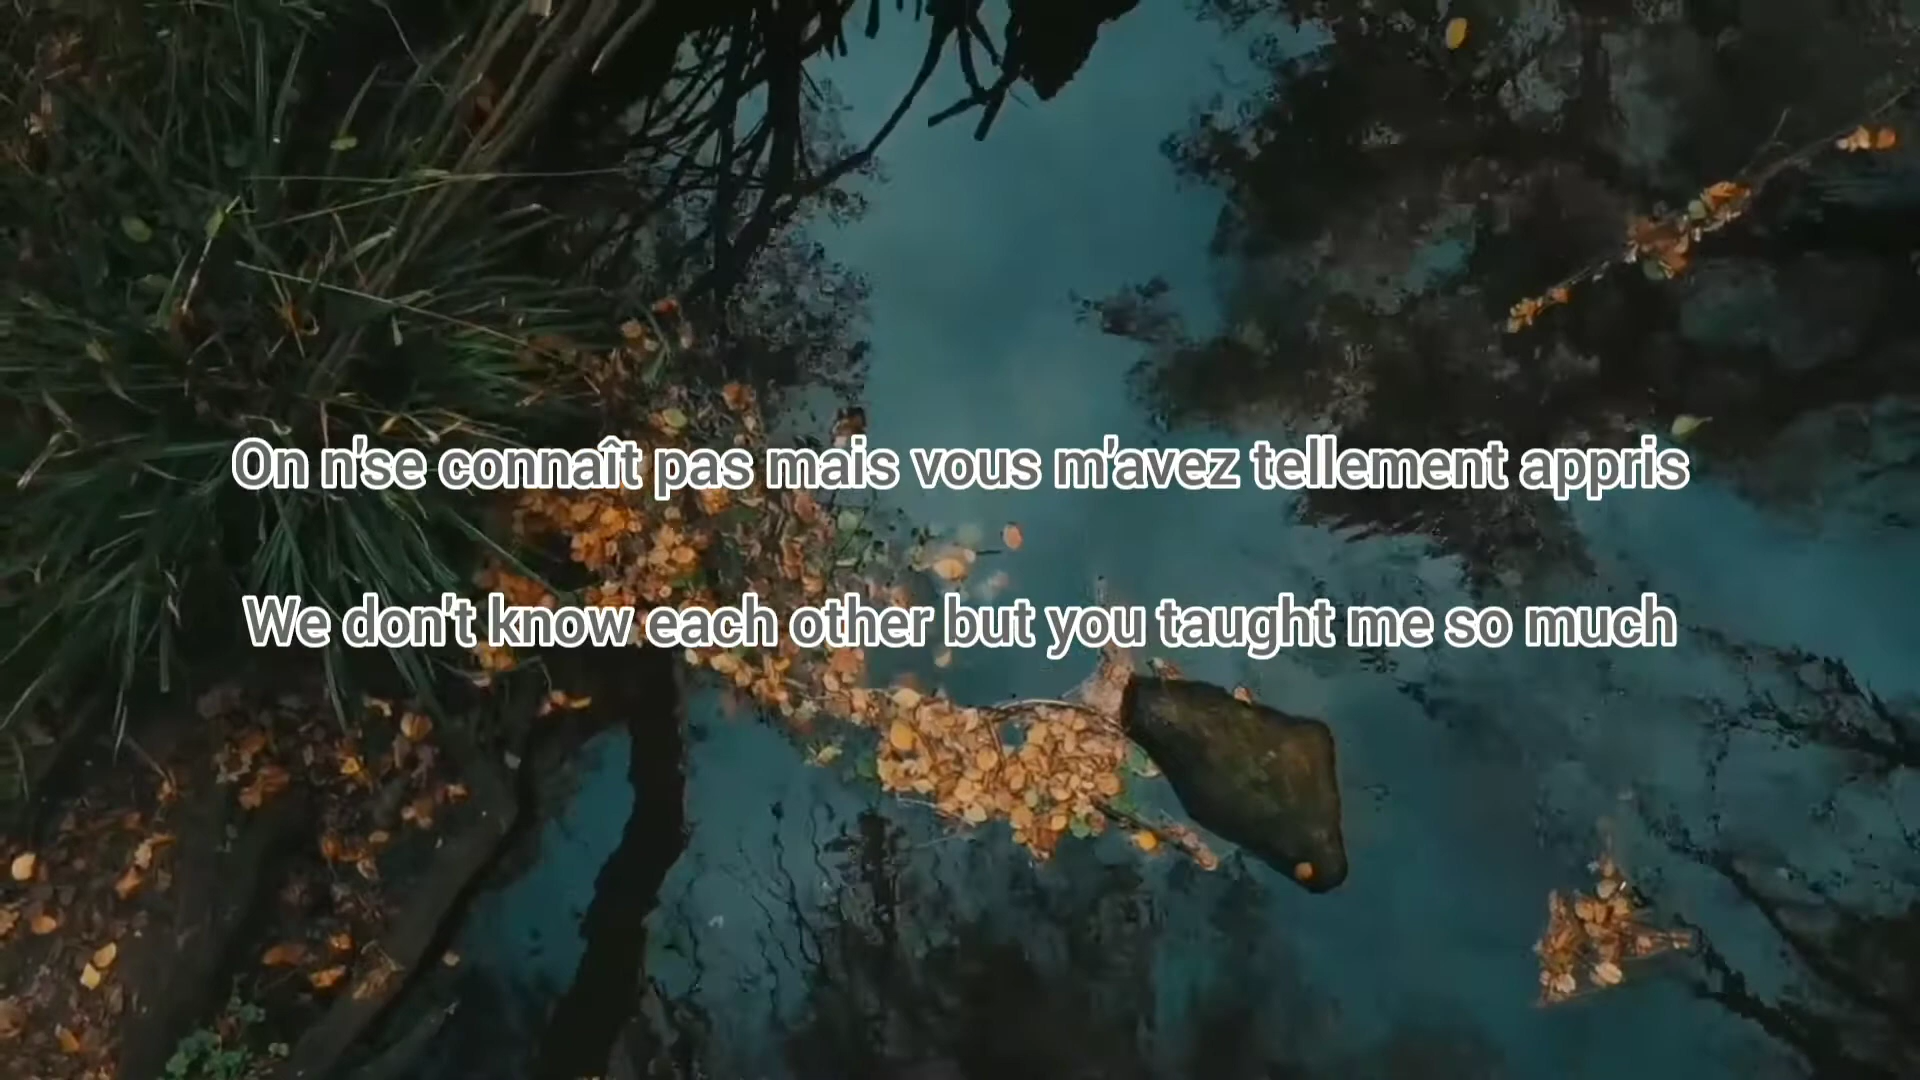 On n'se connaît pas mais vous m'avez tellement appris
We don't know each other but you taught me so much